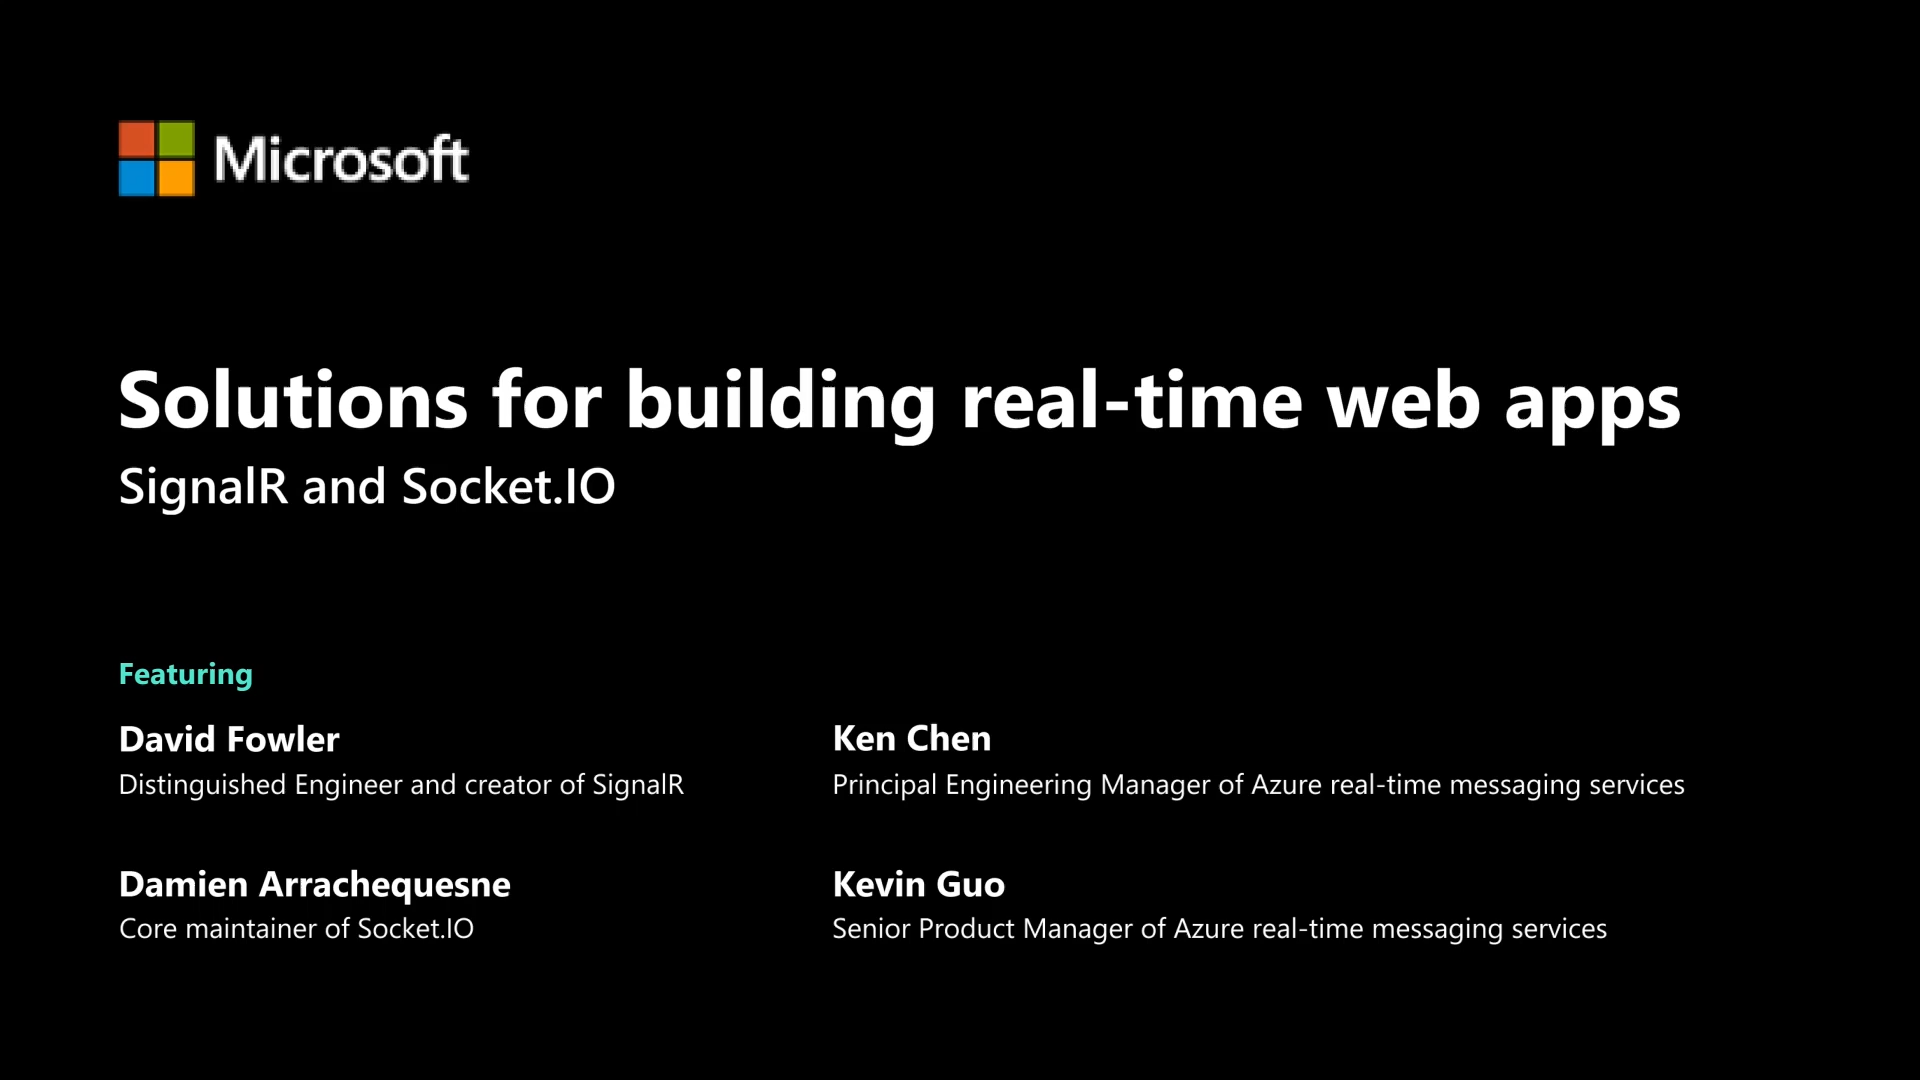 Microsoft
Solutions for building real-time web apps
SignalR and Socket.IO
Featuring
David Fowler
Distinguished Engineer and creator of SignalR
Ken Chen
Principal Engineering Manager of Azure real-time messaging services
Damien Arrachequesne
Core maintainer of Socket.IO
Kevin Guo
Senior Product Manager of Azure real-time messaging services